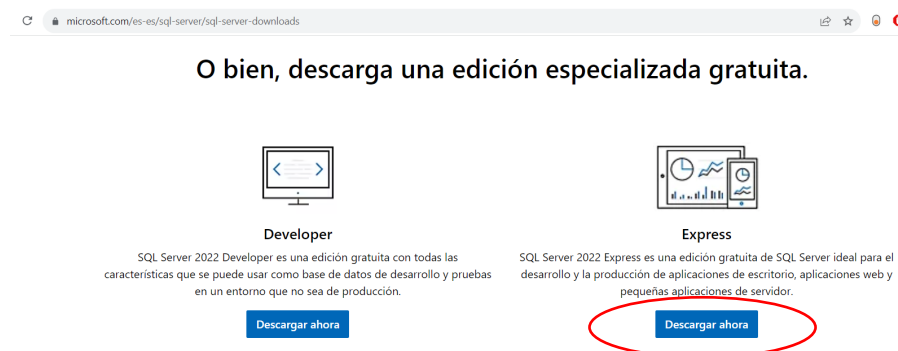 microsoft.com/es-es/sql-server/sql-server-downloads
O bien, descarga una edición especializada gratuita.
Developer
SQL Server 2022 Developer es una edición gratuita con todas las
características que se puede usar como base de datos de desarrollo y pruebas
en un entorno que no sea de producción.
Descargar ahora
Express
SQL Server 2022 Express es una edición gratuita de SQL Server ideal para el
desarrollo y la producción de aplicaciones de escritorio, aplicaciones web y
pequeñas aplicaciones de servidor.
Descargar ahora